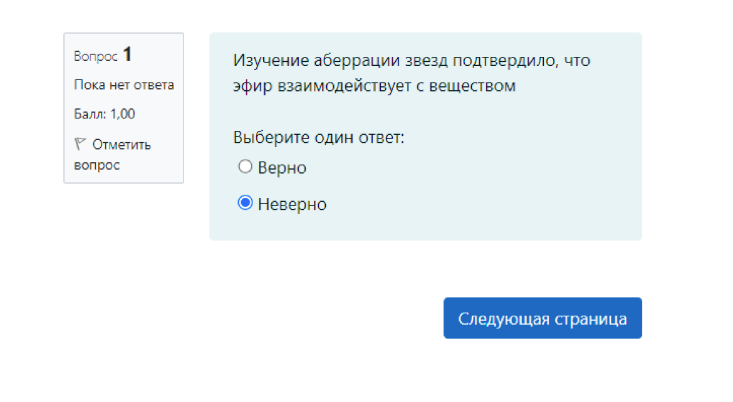 Вопрос 1
Пока нет ответа
Балл: 1,00
Отметить
вопрос
Изучение аберрации звезд подтвердило, что
эфир взаимодействует с веществом
Выберите один ответ:
Верно
Неверно
Следующая страница